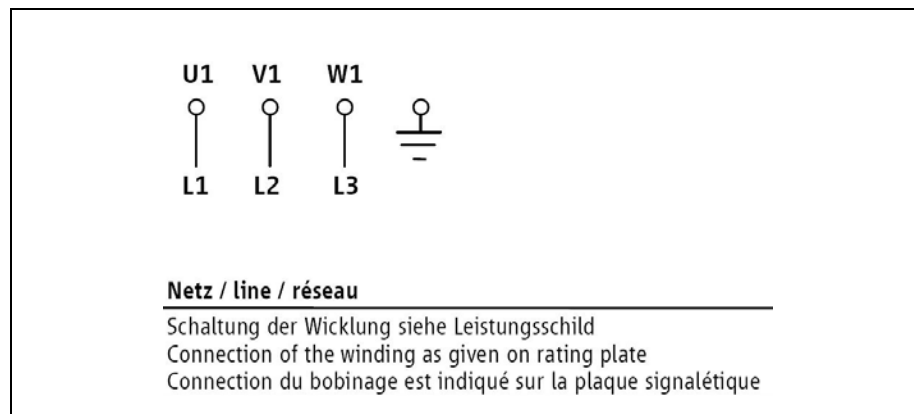 U1 V1 W1
L1 L2 L3
Netz / line / réseau
Schaltung der Wicklung siehe Leistungsschild
Connection of the winding as given on rating plate
Connection du bobinage est indiqué sur la plaque signalétique